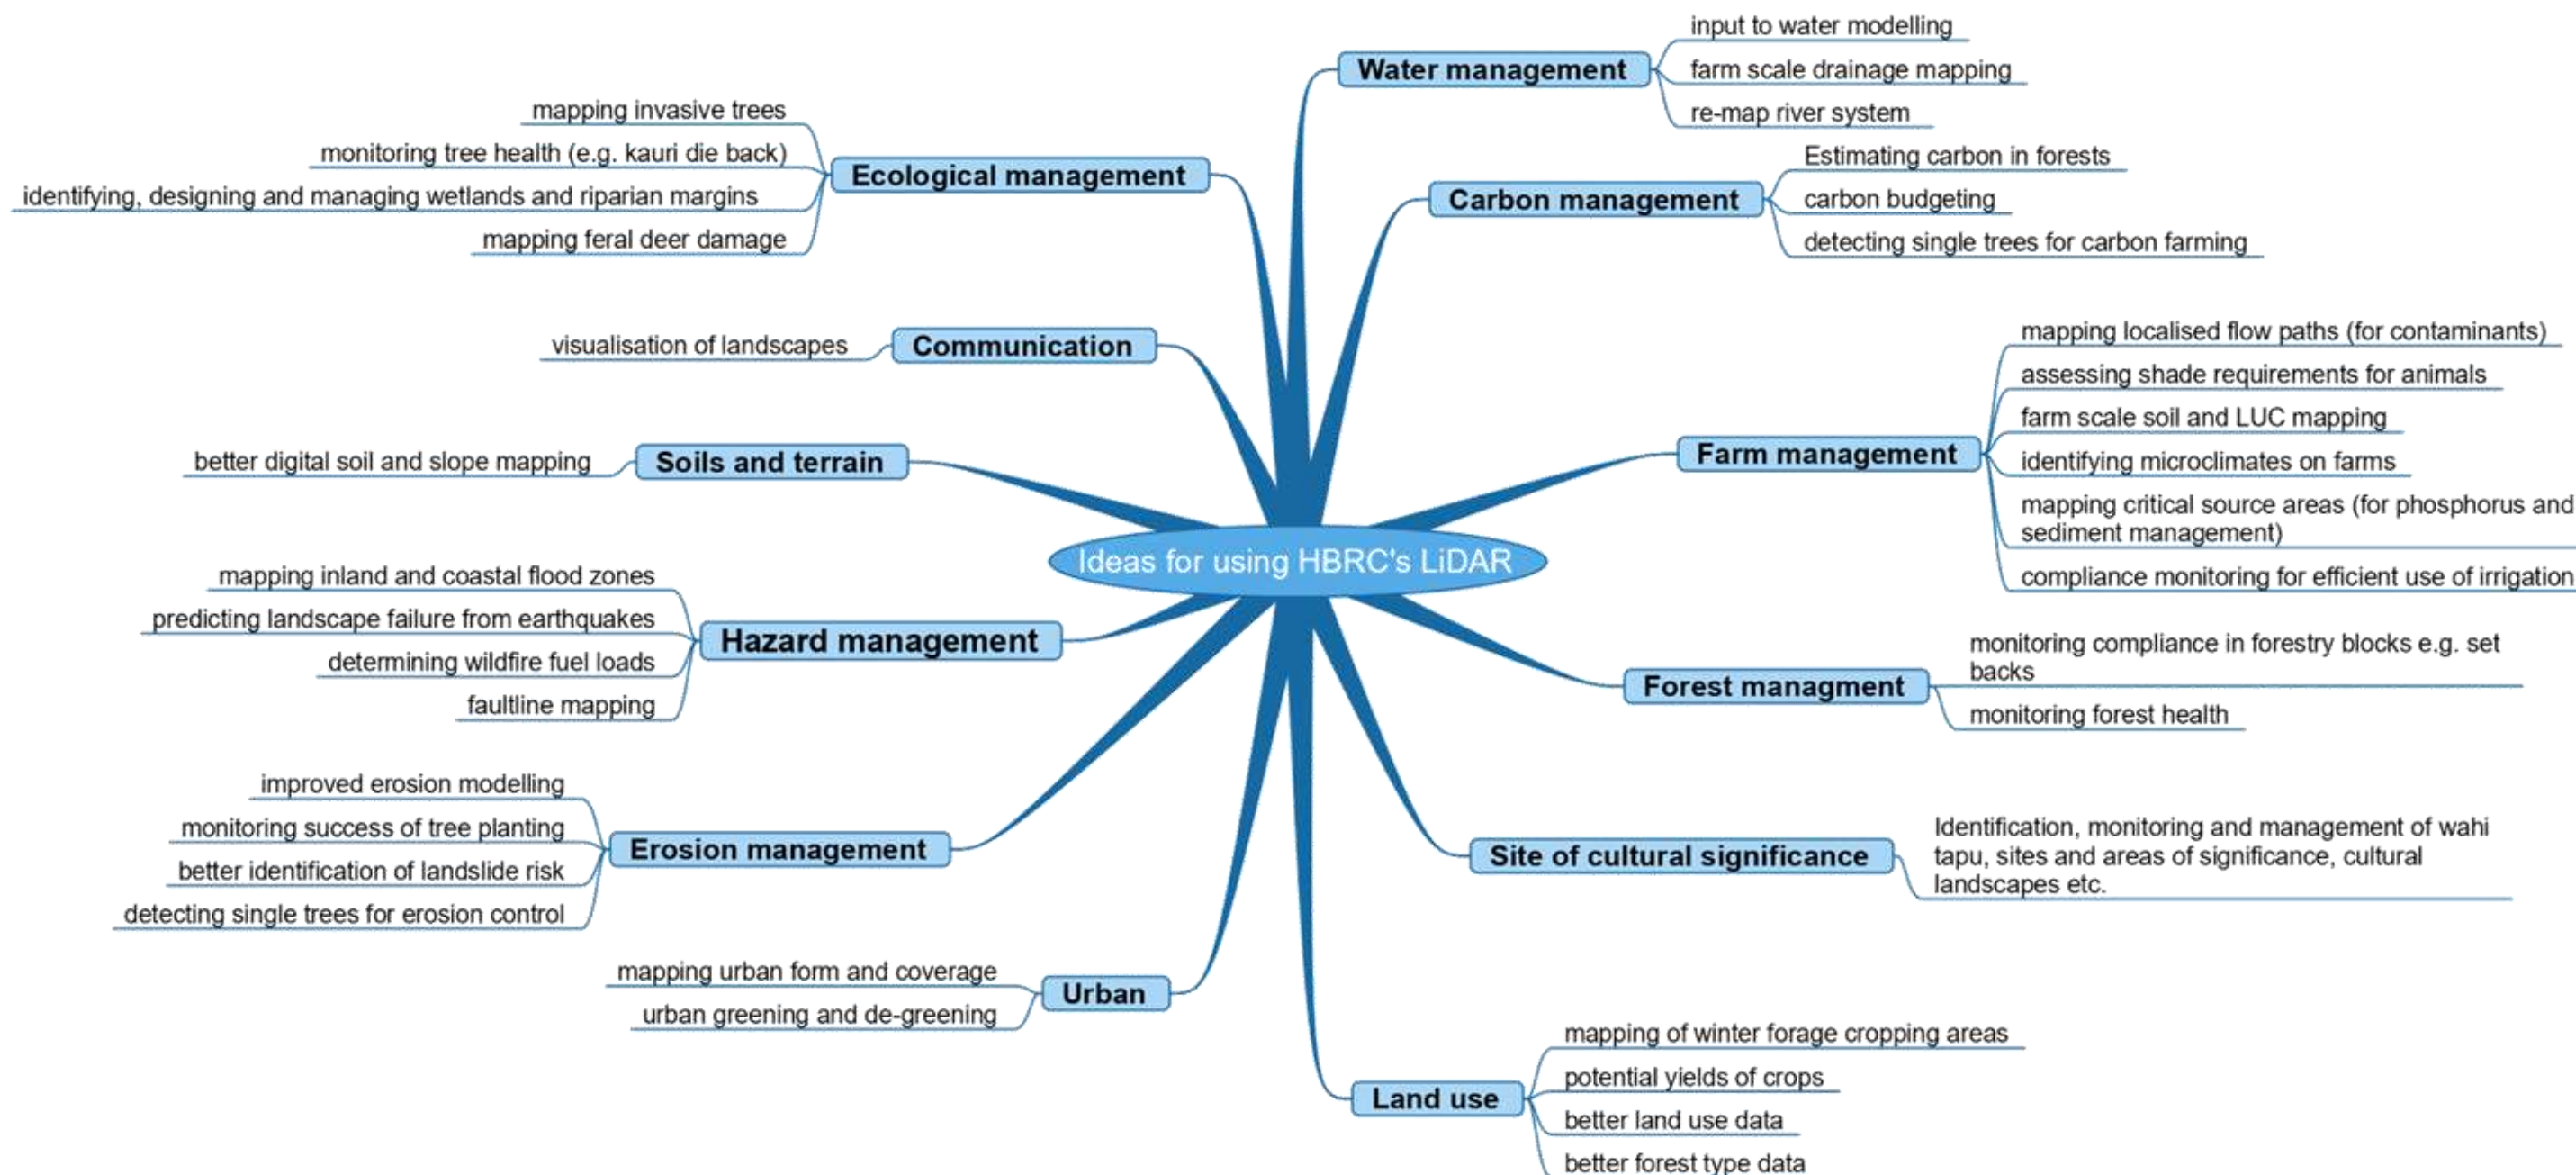 Ideas for using HBRC's LiDAR
Water management
input to water modelling
farm scale drainage mapping
re-map river system
Carbon management
Estimating carbon in forests
carbon budgeting
detecting single trees for carbon farming
Farm management
mapping localised flow paths (for contaminants)
assessing shade requirements for animals
farm scale soil and LUC mapping
identifying microclimates on farms
mapping critical source areas (for phosphorus and
sediment management)
compliance monitoring for efficient use of irrigation
Forest managment
monitoring compliance in forestry blocks e.g. set
backs
monitoring forest health
Site of cultural significance
Identification, monitoring and management of wahi
tapu, sites and areas of significance, cultural
landscapes etc.
Land use
mapping of winter forage cropping areas
potential yields of crops
better land use data
better forest type data
Ecological management
mapping invasive trees
monitoring tree health (e.g. kauri die back)
identifying, designing and managing wetlands and riparian margins
mapping feral deer damage
Communication
visualisation of landscapes
Soils and terrain
better digital soil and slope mapping
Hazard management
mapping inland and coastal flood zones
predicting landscape failure from earthquakes
determining wildfire fuel loads
faultline mapping
Erosion management
improved erosion modelling
monitoring success of tree planting
better identification of landslide risk
detecting single trees for erosion control
Urban
mapping urban form and coverage
urban greening and de-greening